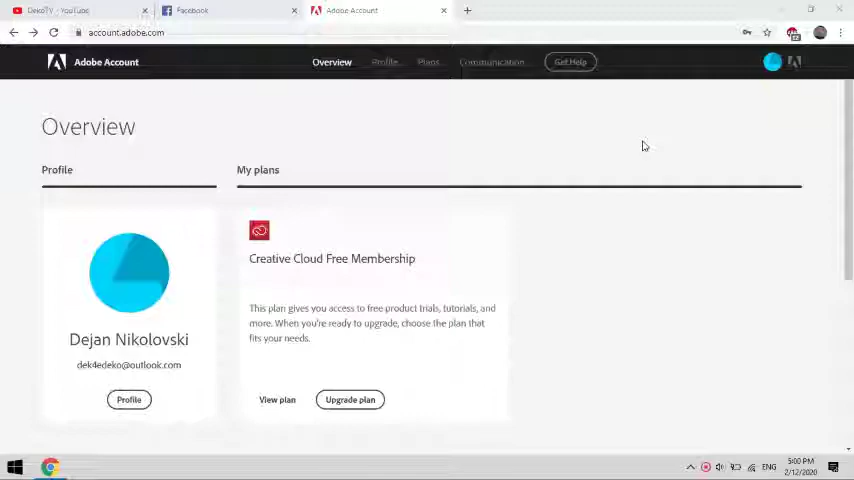 DekoTV - YouTube
Facebook
Adobe Account
account.adobe.com
Adobe Account
Overview
Profile
Plans
Communication
Get Help
Overview
Profile
My plans
Creative Cloud Free Membership
This plan gives you access to free product trials, tutorials, and
more. When you're ready to upgrade, choose the plan that
fits your needs.
Dejan Nikolovski
dek4edeko@outlook.com
Profile
View plan
Upgrade plan
ENG
5:00 PM
2/12/2020